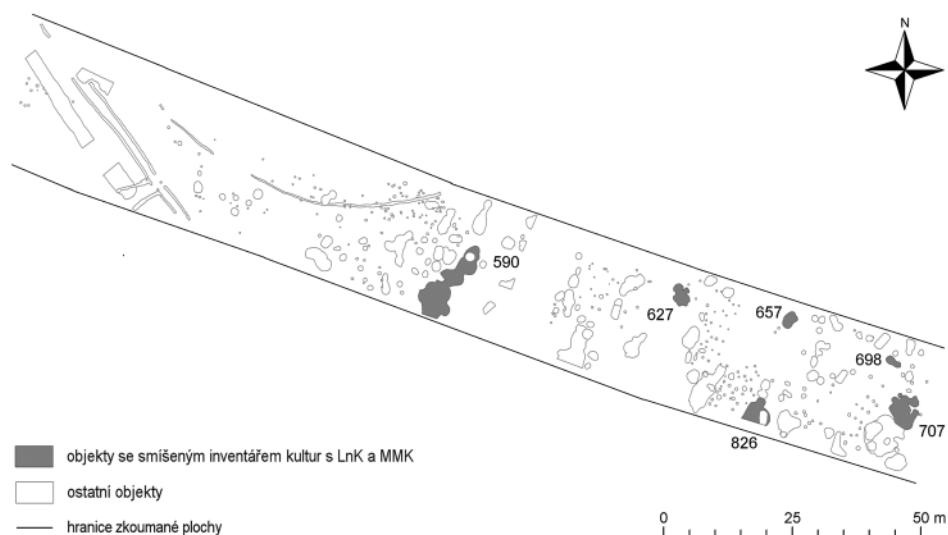 N
590
627
657
698
707
826
objekty se smíšeným inventářem kultur s LnK a MMK
ostatní objekty
hranice zkoumané plochy
0 25 50 m